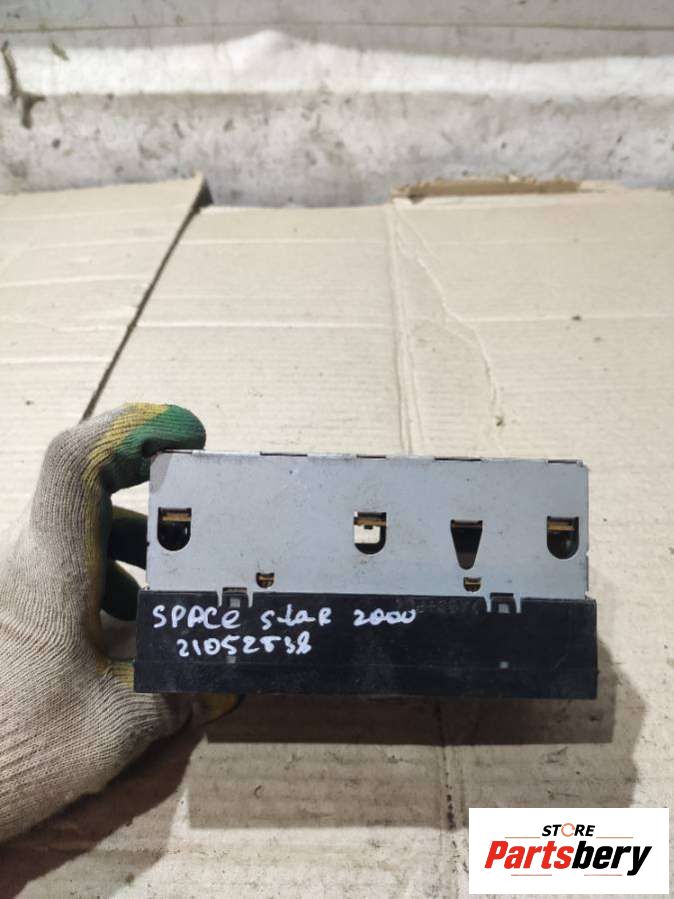 SPACE STAR 2000
21052538
STORE
Partsbery